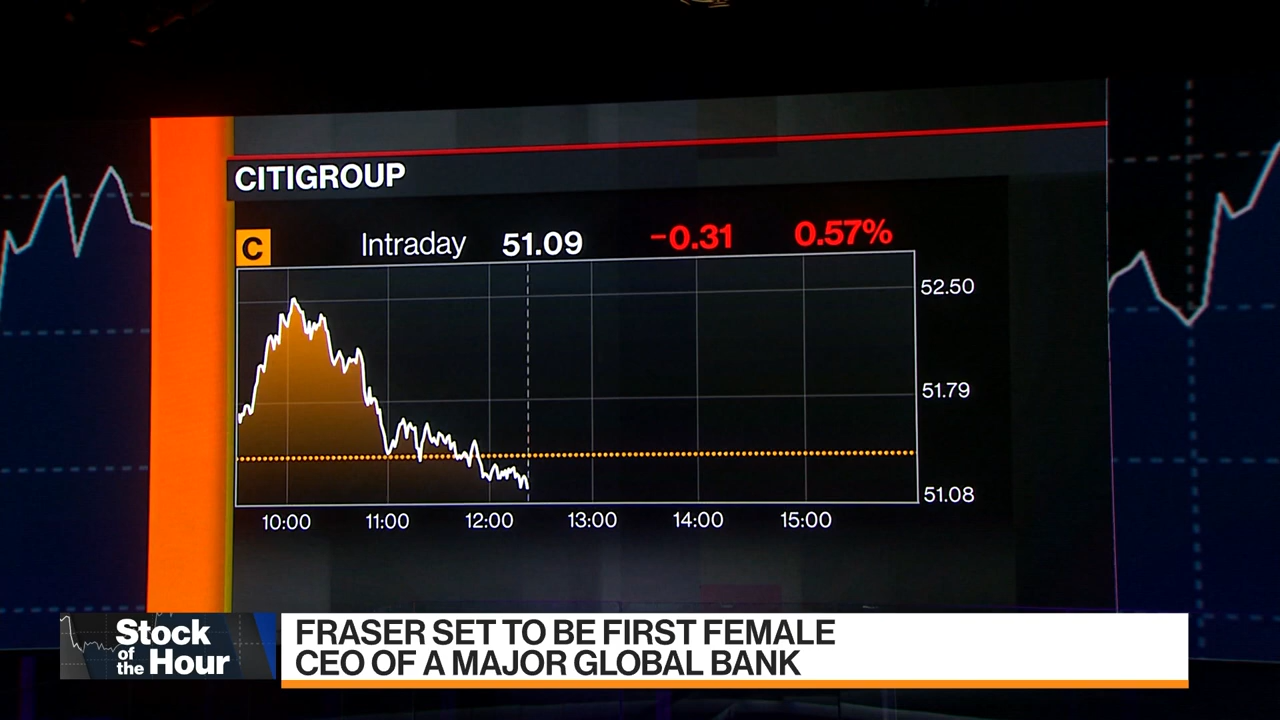 CITIGROUP
C Intraday 51.09 -0.31 0.57%
52.50
51.79
51.08
10:00 11:00 12:00 13:00 14:00 15:00
Stock of the Hour
FRASER SET TO BE FIRST FEMALE
CEO OF A MAJOR GLOBAL BANK